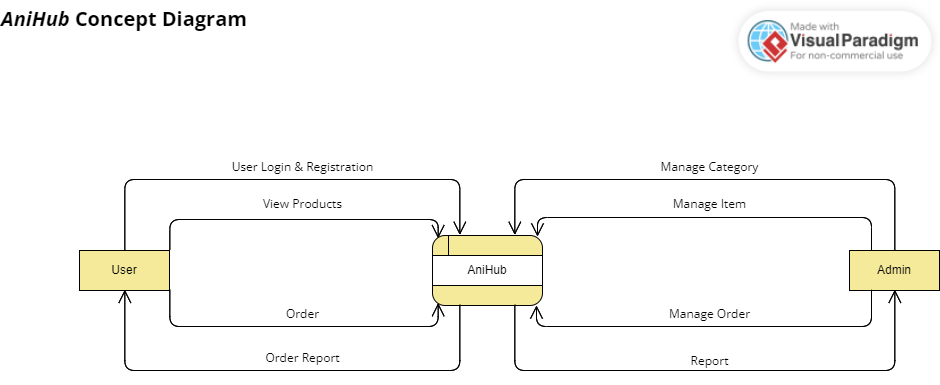 AniHub Concept Diagram
Made with
Visual Paradigm
For non-commercial use
User Login & Registration
Manage Category
View Products
Manage Item
User
AniHub
Admin
Order
Manage Order
Order Report
Report